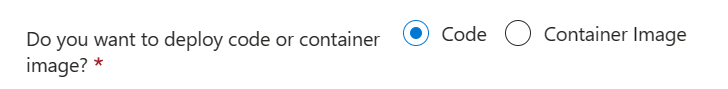 Do you want to deploy code or container image? *
Code
Container Image